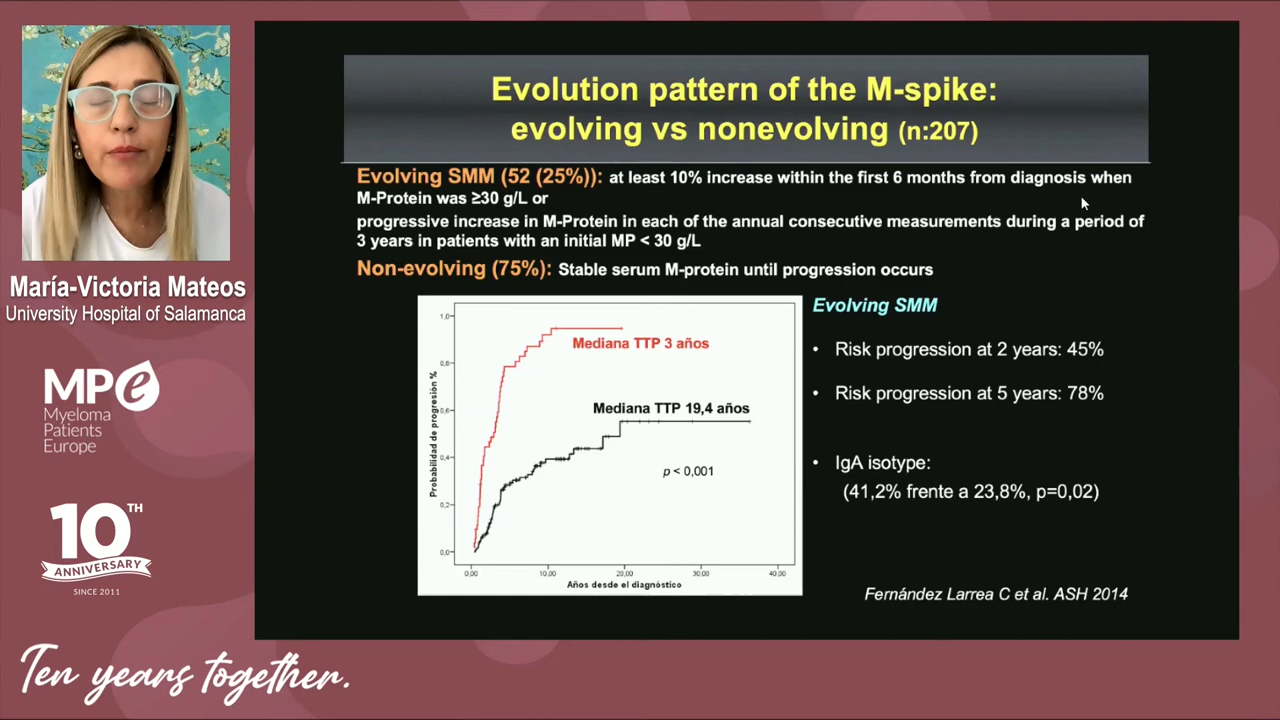 Evolution pattern of the M-spike:
evolving vs nonevolving (n:207)
Evolving SMM (52 (25%)): at least 10% increase within the first 6 months from diagnosis when
M-Protein was ≥30 g/L or
progressive increase in M-Protein in each of the annual consecutive measurements during a period of
3 years in patients with an initial MP < 30 g/L
Non-evolving (75%): Stable serum M-protein until progression occurs
Probabilidad de progresión %
1,0
0,8
0,6
0,4
0,2
0,0
Mediana TTP 3 años
Mediana TTP 19,4 años
p < 0,001
0,00 10,00 20,00 30,00 40,00
Años desde el diagnóstico
Evolving SMM
• Risk progression at 2 years: 45%
• Risk progression at 5 years: 78%
• IgA isotype:
(41,2% frente a 23,8%, p=0,02)
Fernández Larrea C et al. ASH 2014
María-Victoria Mateos
University Hospital of Salamanca
MPe
Myeloma
Patients
Europe
10TH
ANNIVERSARY
SINCE 2011
Ten years together.